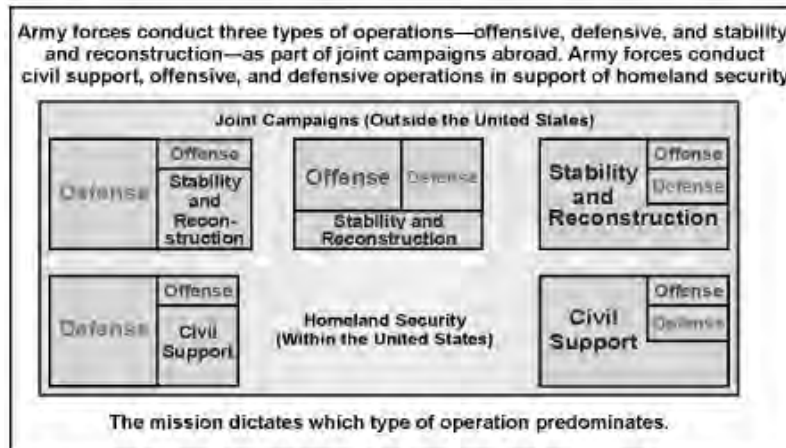 Army forces conduct three types of operations—offensive, defensive, and stability
and reconstruction—as part of joint campaigns abroad. Army forces conduct
civil support, offensive, and defensive operations in support of homeland security
Joint Campaigns (Outside the United States)
Defense
Offense
Stability
and
Recon-
struction
Offense
Defense
Stability and
Reconstruction
Stability
and
Reconstruction
Offense
Defense
Defense
Offense
Civil
Support
Homeland Security
(Within the United States)
Civil
Support
Offense
Defense
The mission dictates which type of operation predominates.